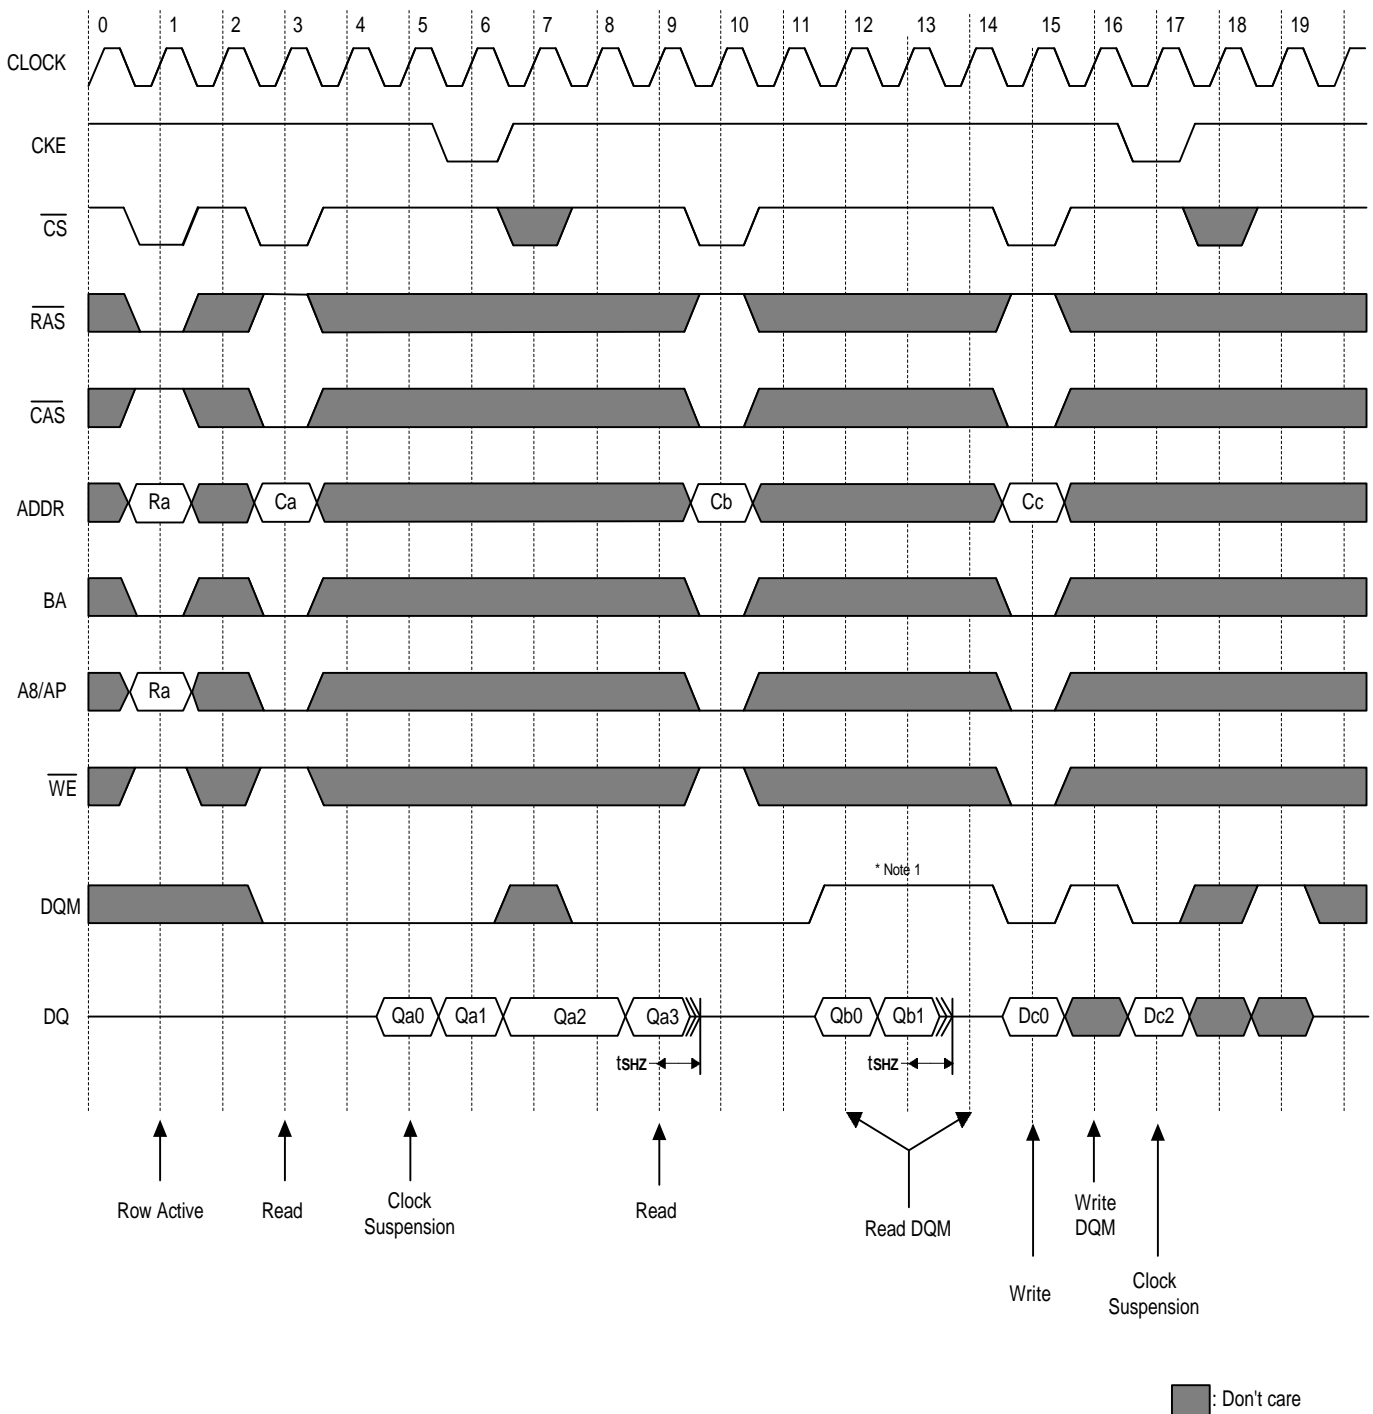 0 1 2 3 4 5 6 7 8 9 10 11 12 13 14 15 16 17 18 19
CLOCK
CKE
CS
RAS
CAS
ADDR Ra Ca Cb Cc
BA
A8/AP Ra
WE
* Note 1
DQM
DQ Qa0 Qa1 Qa2 Qa3 Qb0 Qb1 Dc0 Dc2
tSHZ tSHZ
Row Active Read Clock Suspension Read Read DQM Write DQM
Write Clock Suspension
: Don't care